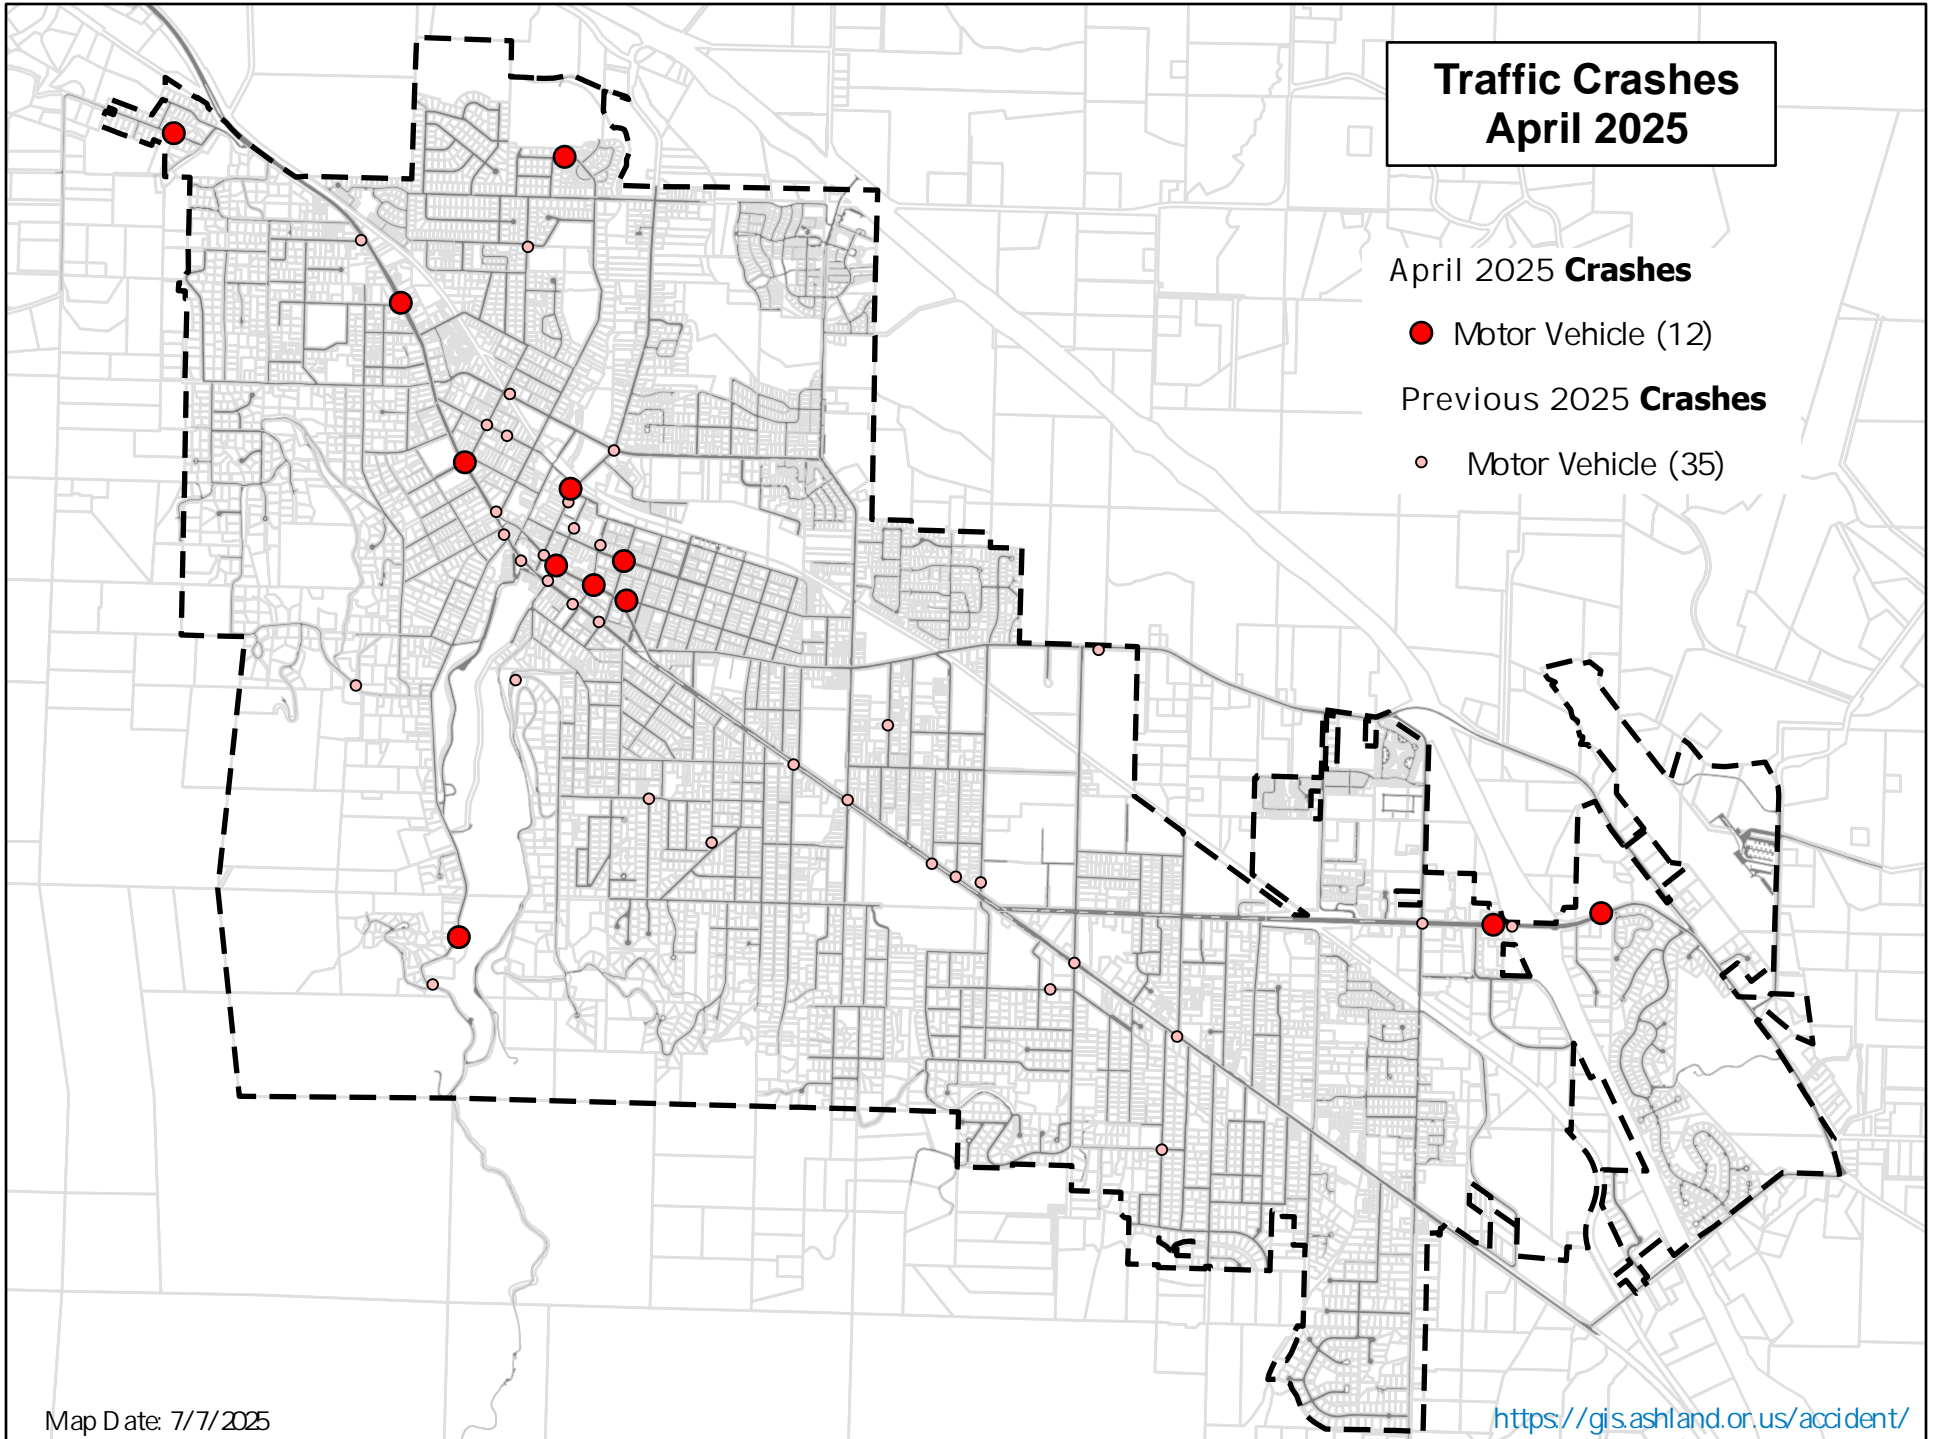 Traffic Crashes
April 2025
April 2025 Crashes
Motor Vehicle (12)
Previous 2025 Crashes
Motor Vehicle (35)
Map Date: 7/7/2025
https://gis.ashland.or.us/accident/